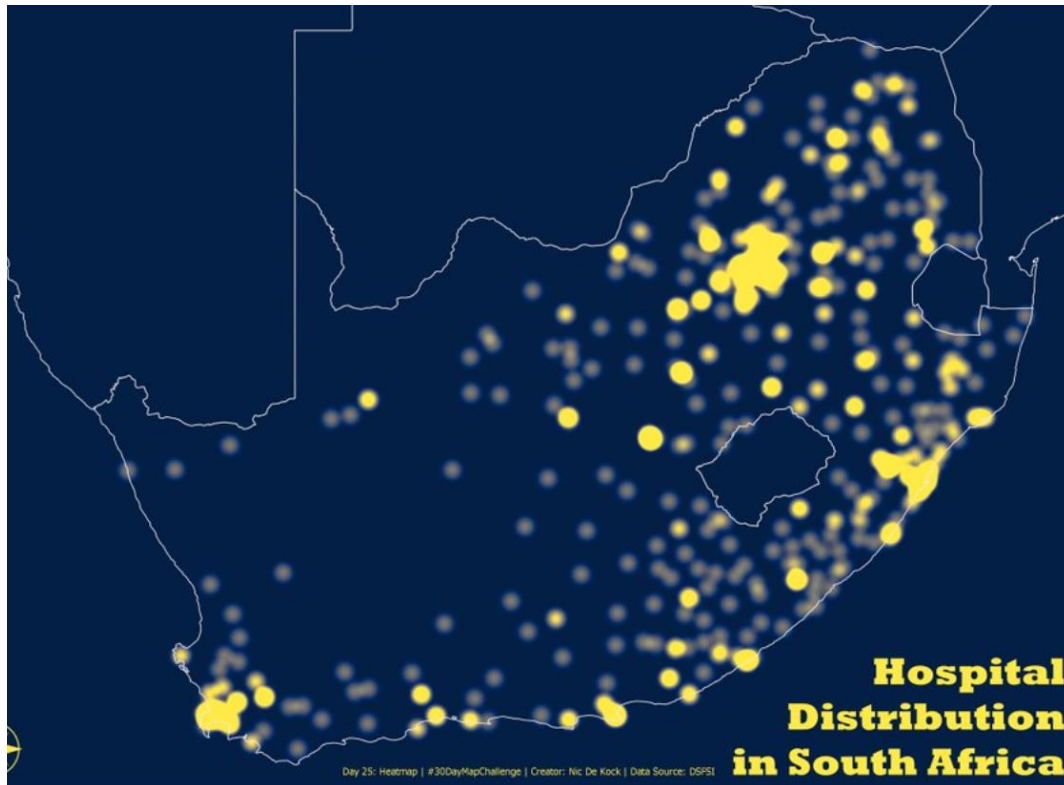 Hospital
Distribution
in South Africa
Day 25: Heatmap | #30DayMapChallenge | Creator: Nic De Kock | Data Source: DSFSI